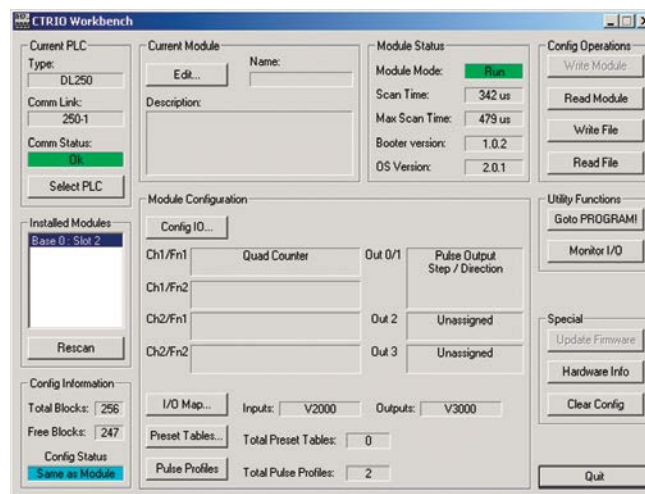 CTRIO Workbench
Current PLC
Type:
DL250
Comm Link:
250-1
Comm Status:
Ok
Select PLC
Installed Modules
Base 0 : Slot 2
Rescan
Config Information
Total Blocks: 256
Free Blocks: 247
Config Status
Same as Module
Current Module
Edit...
Name:
Description:
Module Status
Module Mode: Run
Scan Time: 342 us
Max Scan Time: 479 us
Booter version: 1.0.2
OS Version: 2.0.1
Module Configuration
Config IO...
Ch1/Fn1 Quad Counter
Ch1/Fn2
Ch2/Fn1
Ch2/Fn2
Out 0/1 Pulse Output
Step / Direction
Out 2 Unassigned
Out 3 Unassigned
I/O Map... Inputs: V2000 Outputs: V3000
Preset Tables... Total Preset Tables: 0
Pulse Profiles Total Pulse Profiles: 2
Config Operations
Write Module
Read Module
Write File
Read File
Utility Functions
Goto PROGRAM!
Monitor I/O
Special
Update Firmware
Hardware Info
Clear Config
Quit